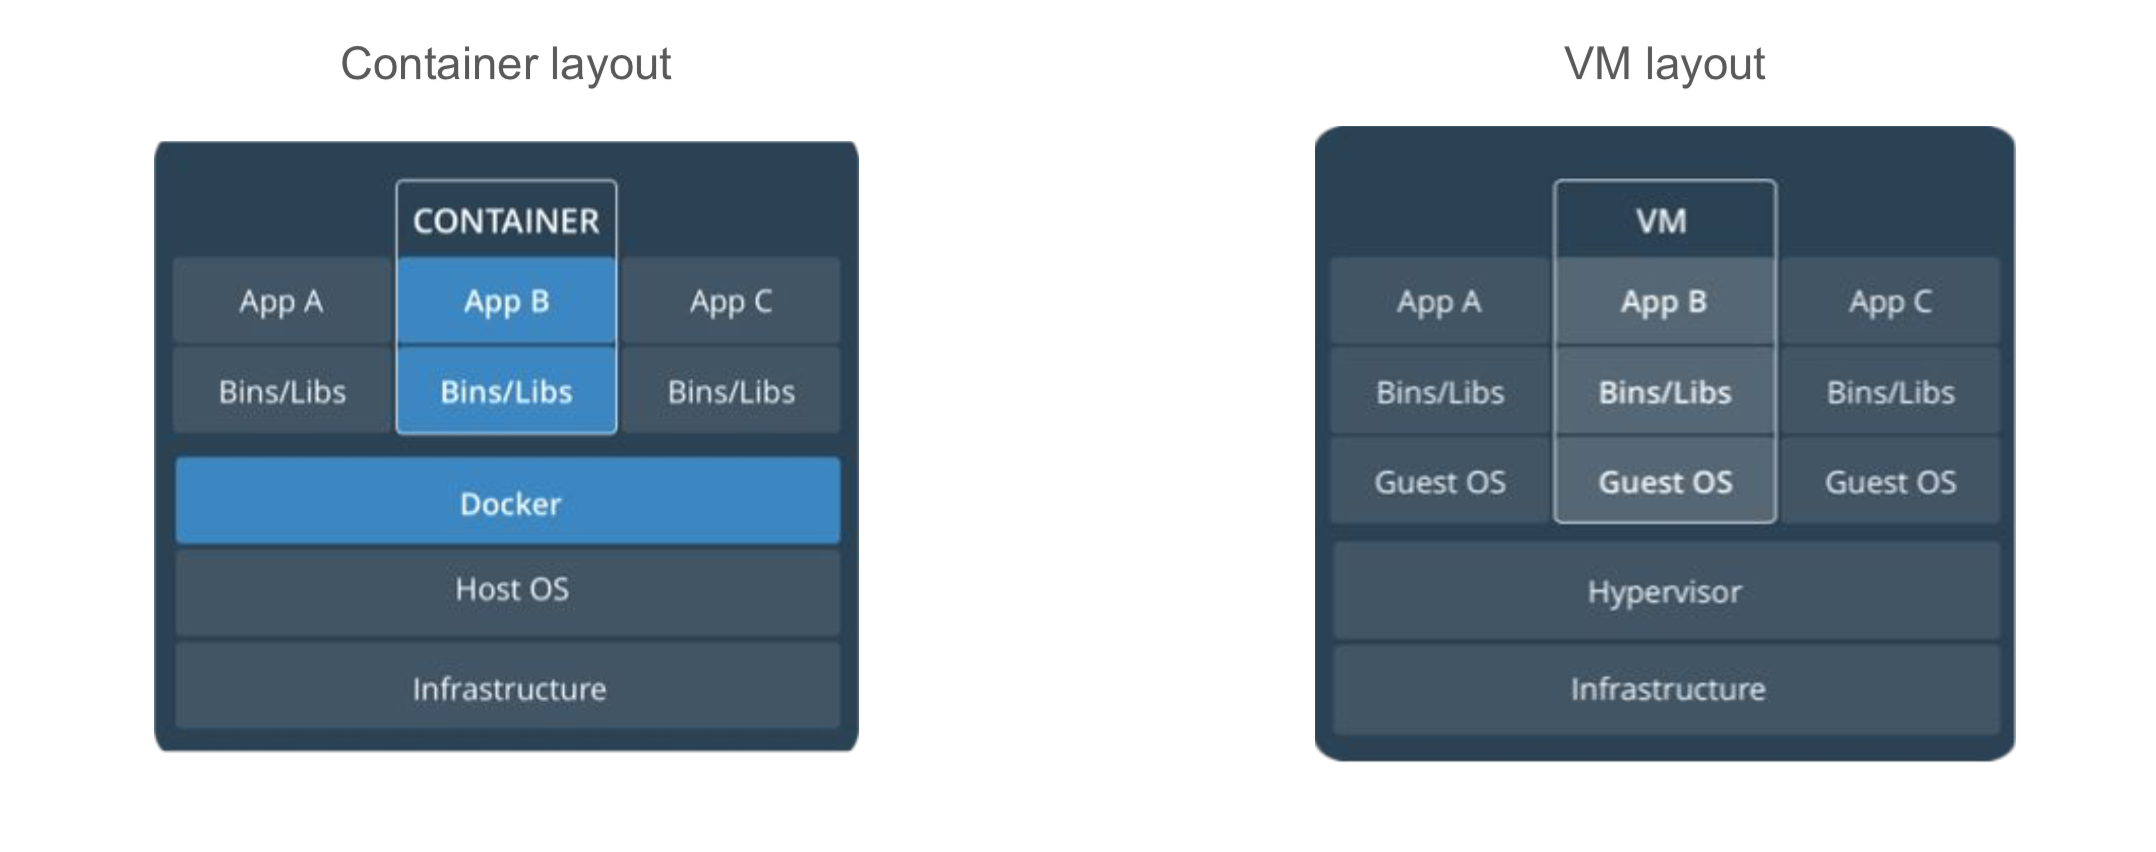 Container layout
CONTAINER
App A App B App C
Bins/Libs Bins/Libs Bins/Libs
Docker
Host OS
Infrastructure
VM layout
VM
App A App B App C
Bins/Libs Bins/Libs Bins/Libs
Guest OS Guest OS Guest OS
Hypervisor
Infrastructure